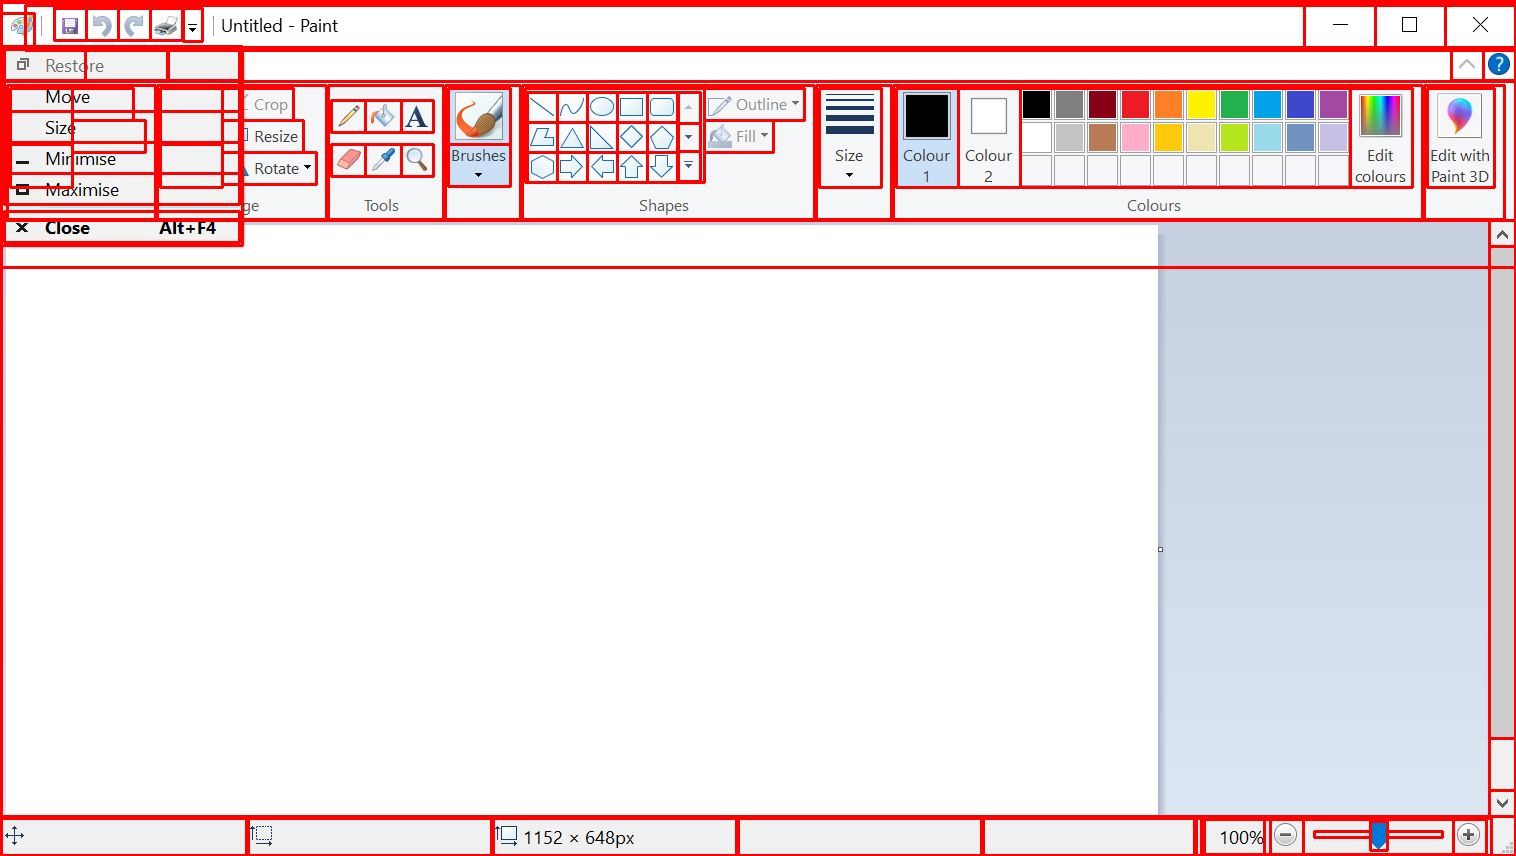 Untitled - Paint
Restore
Move
Size
Minimise
Maximise
Close Alt+F4
Crop
Resize
Rotate
ge
A
Tools
Brushes
Outline
Fill
Shapes
Size
Colour
1
Colour
2
Edit
colours
Colours
Edit with
Paint 3D
?
1152 × 648px
100%